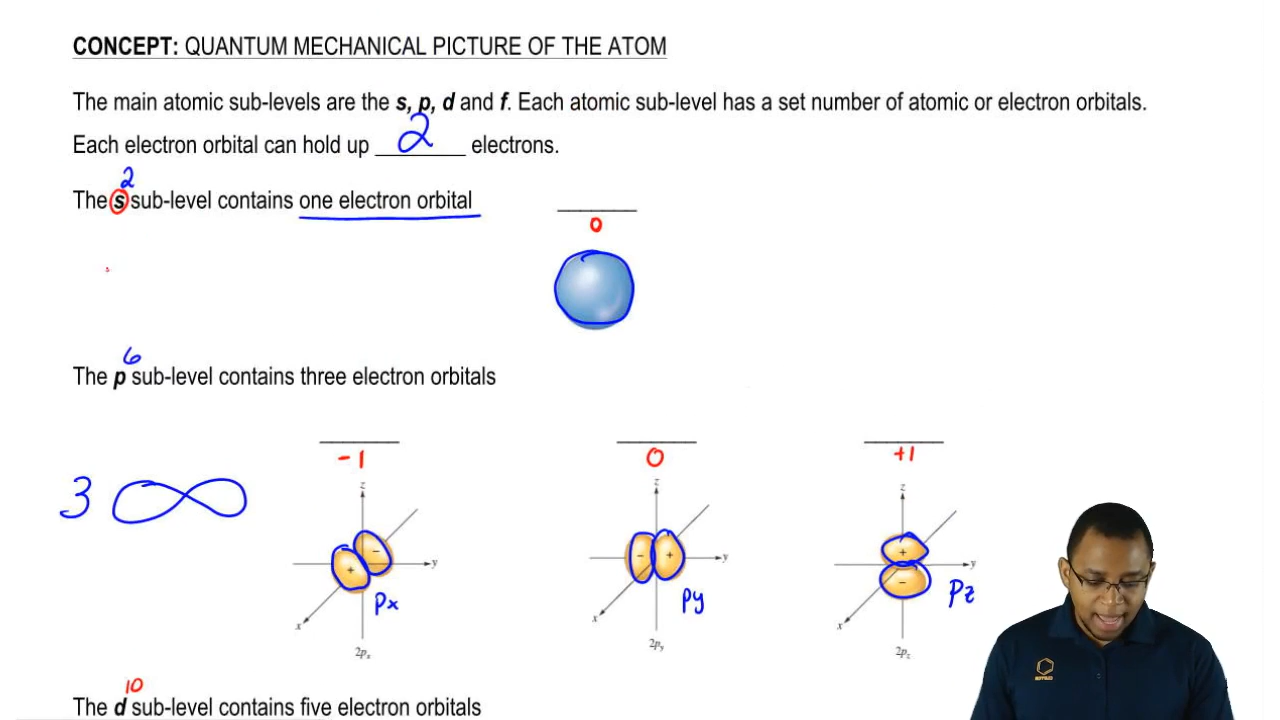 CONCEPT: QUANTUM MECHANICAL PICTURE OF THE ATOM
The main atomic sub-levels are the s, p, d and f. Each atomic sub-level has a set number of atomic or electron orbitals.
Each electron orbital can hold up 2 electrons.
2
The s sub-level contains one electron orbital
0
6
The p sub-level contains three electron orbitals
-1 0 +1
3
z z z
- + y
- + y
+ - y
x x x
Px Py Pz
2px 2py 2pz
10
The d sub-level contains five electron orbitals